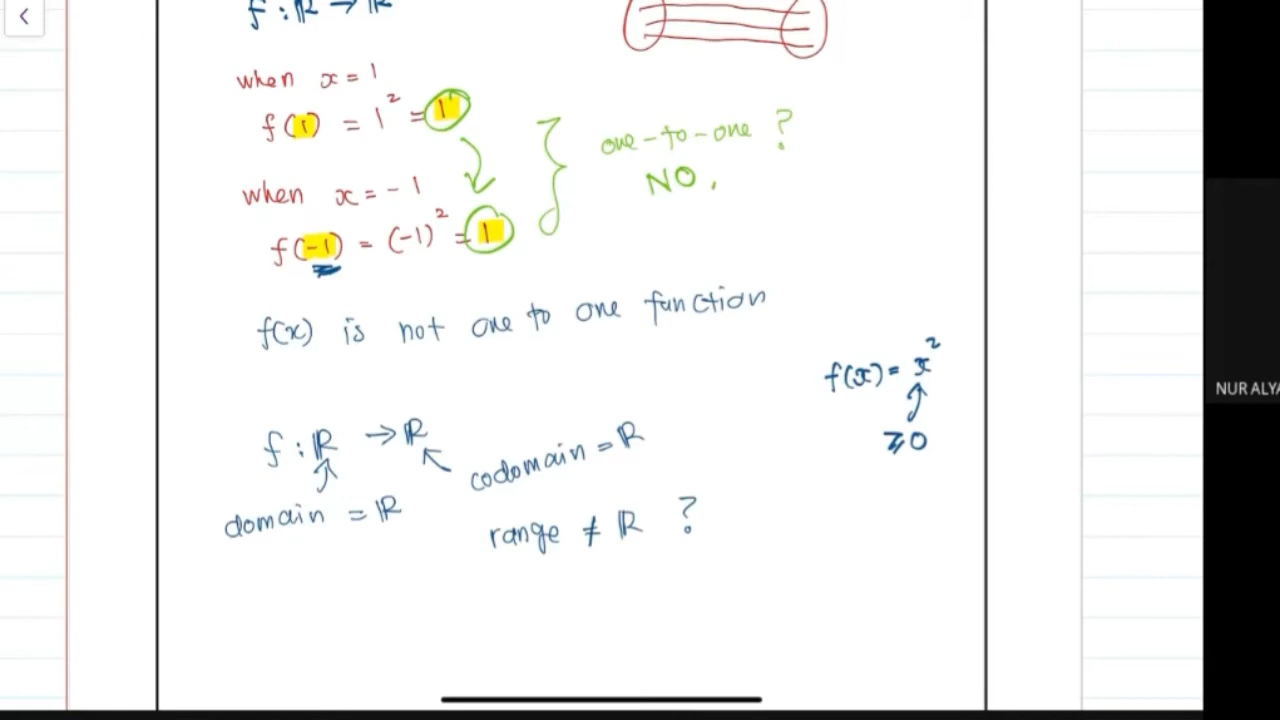 f : ℝ → ℝ
when x = 1
f(1) = 1² = 1
one-to-one ?
NO,
when x = -1
f(-1) = (-1)² = 1
f(x) is not one to one function
f(x) = x²
≥0
f : ℝ → ℝ
codomain = ℝ
domain = ℝ
range ≠ ℝ ?
NUR ALYA